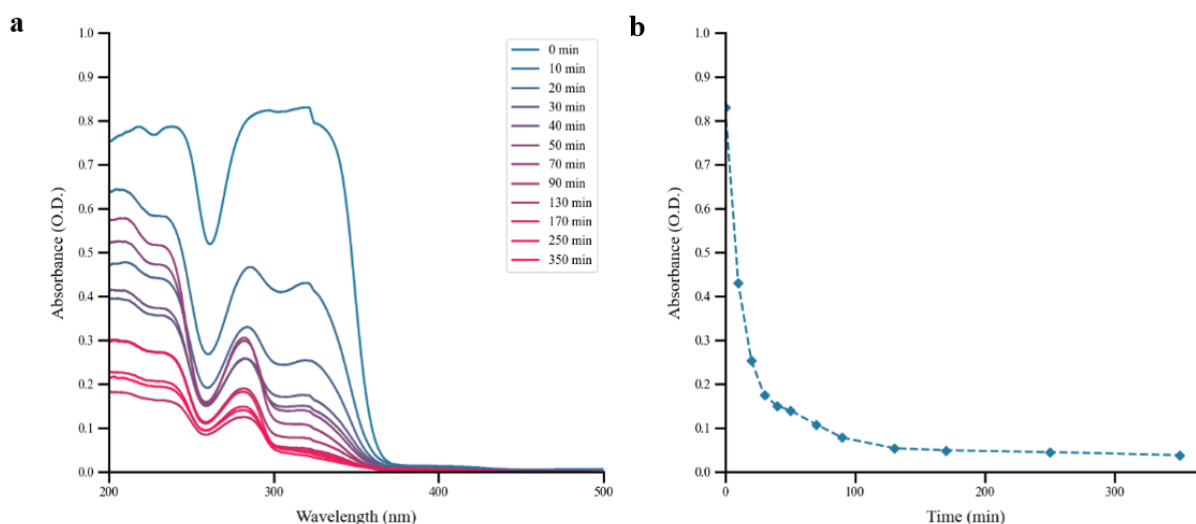 a
1.0
0.9
0.8
0.7
0.6
0.5
0.4
0.3
0.2
0.1
0.0
Absorbance (O.D.)
200
300
400
500
Wavelength (nm)
0 min
10 min
20 min
30 min
40 min
50 min
70 min
90 min
130 min
170 min
250 min
350 min
b
1.0
0.9
0.8
0.7
0.6
0.5
0.4
0.3
0.2
0.1
0.0
Absorbance (O.D.)
0
100
200
300
Time (min)